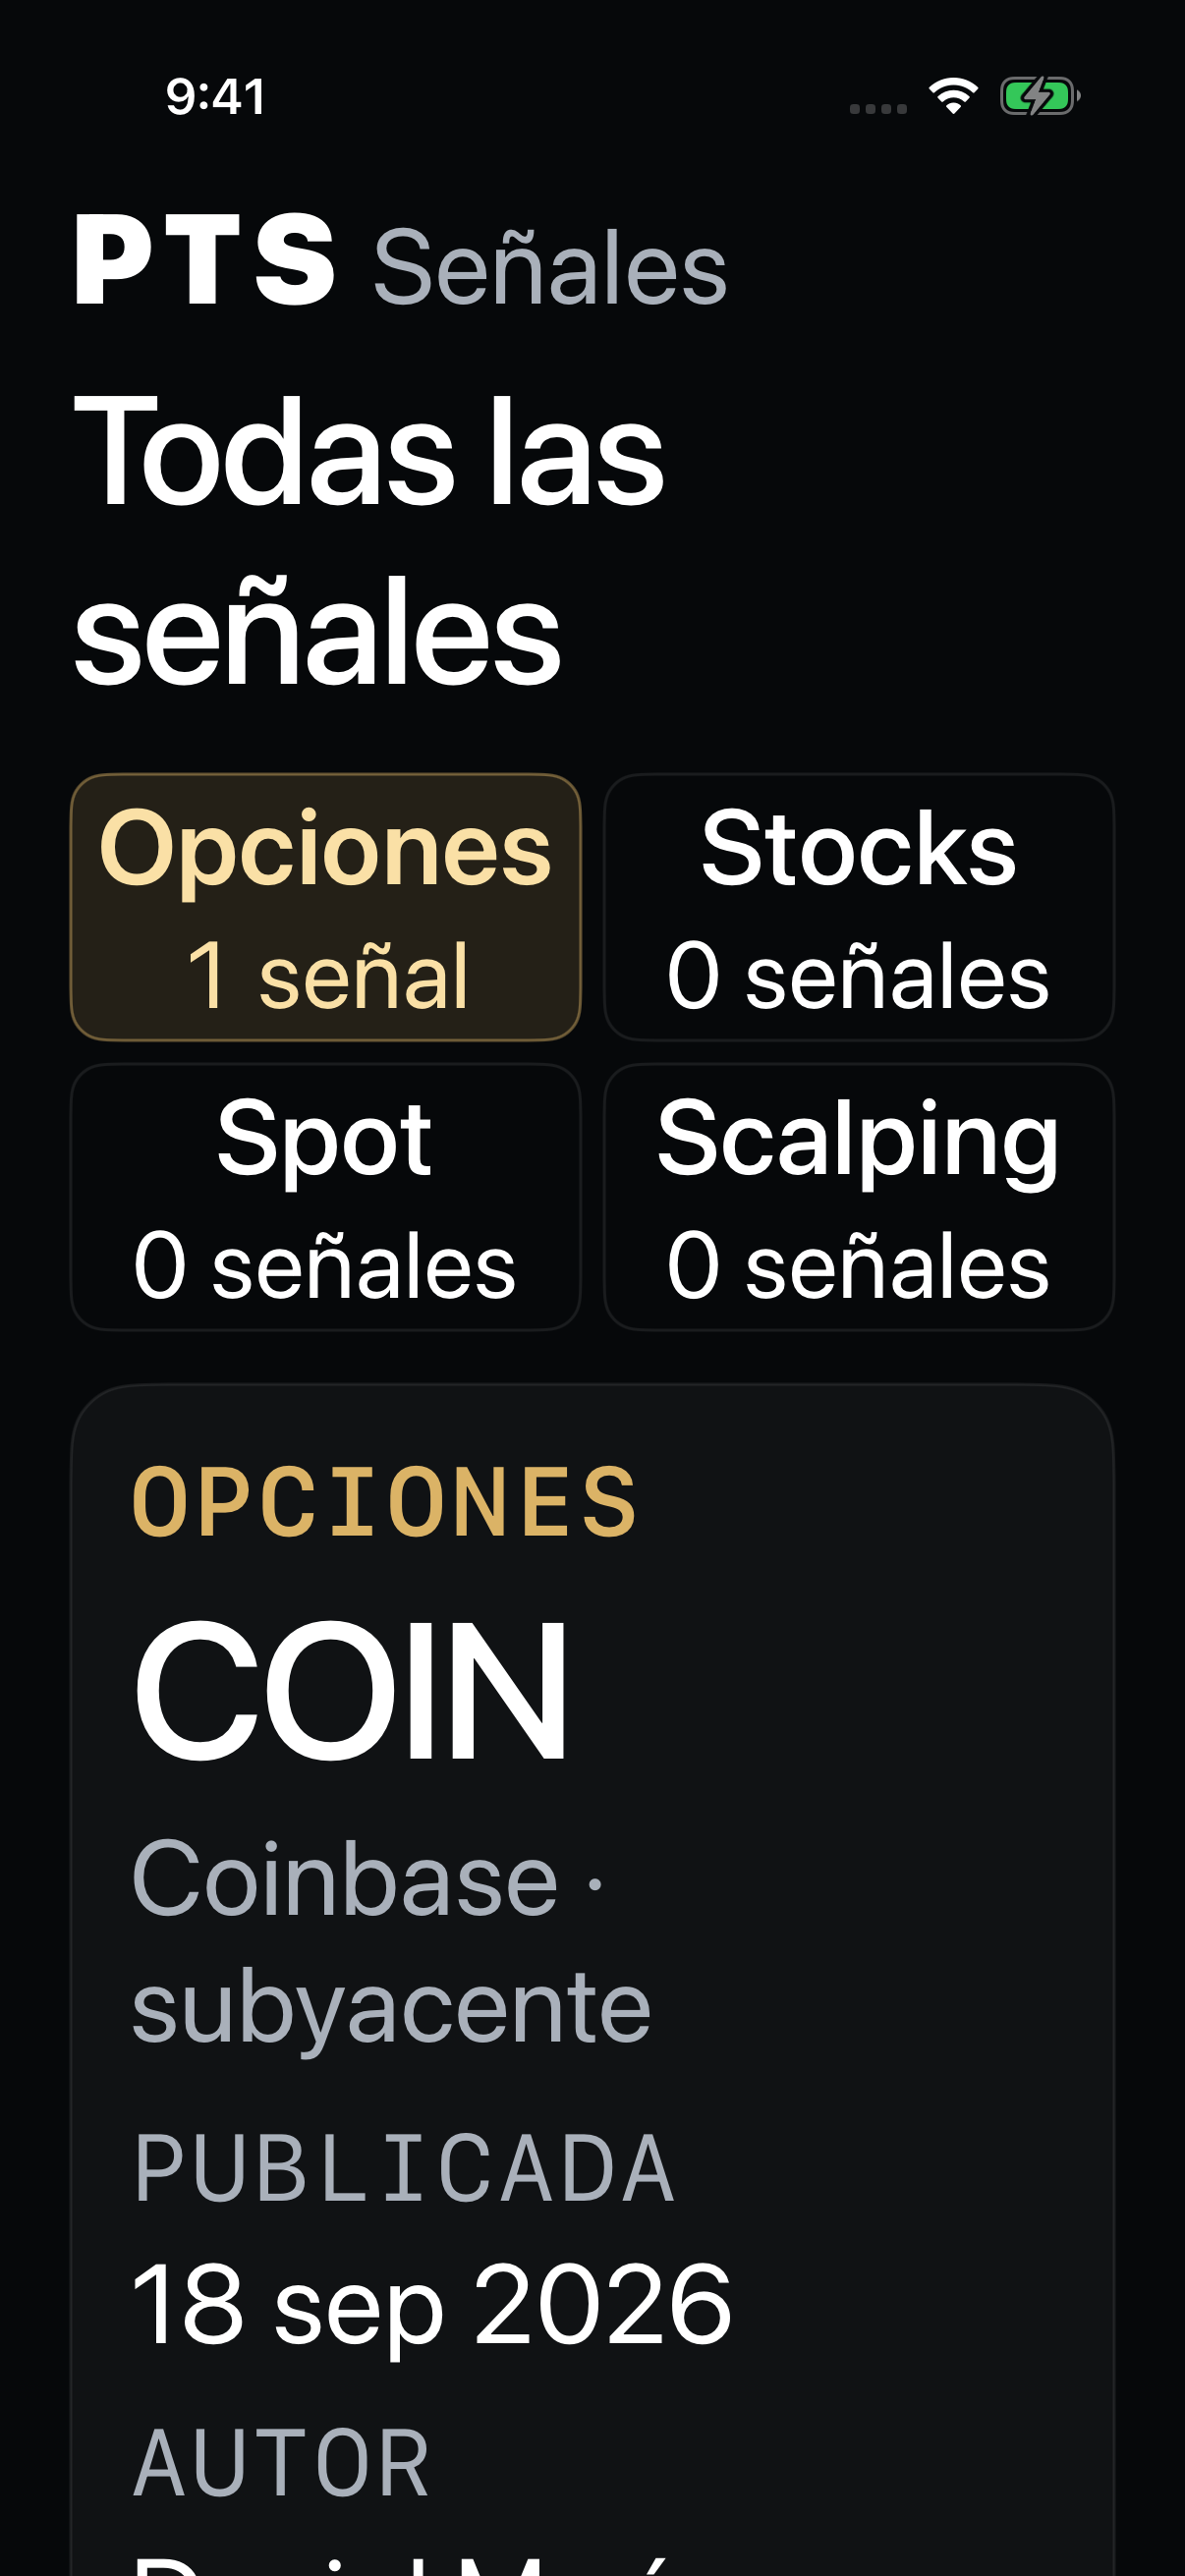 9:41
PTS Señales
Todas las
señales
Opciones
1 señal
Stocks
0 señales
Spot
0 señales
Scalping
0 señales
OPCIONES
COIN
Coinbase ·
subyacente
PUBLICADA
18 sep 2026
AUTOR